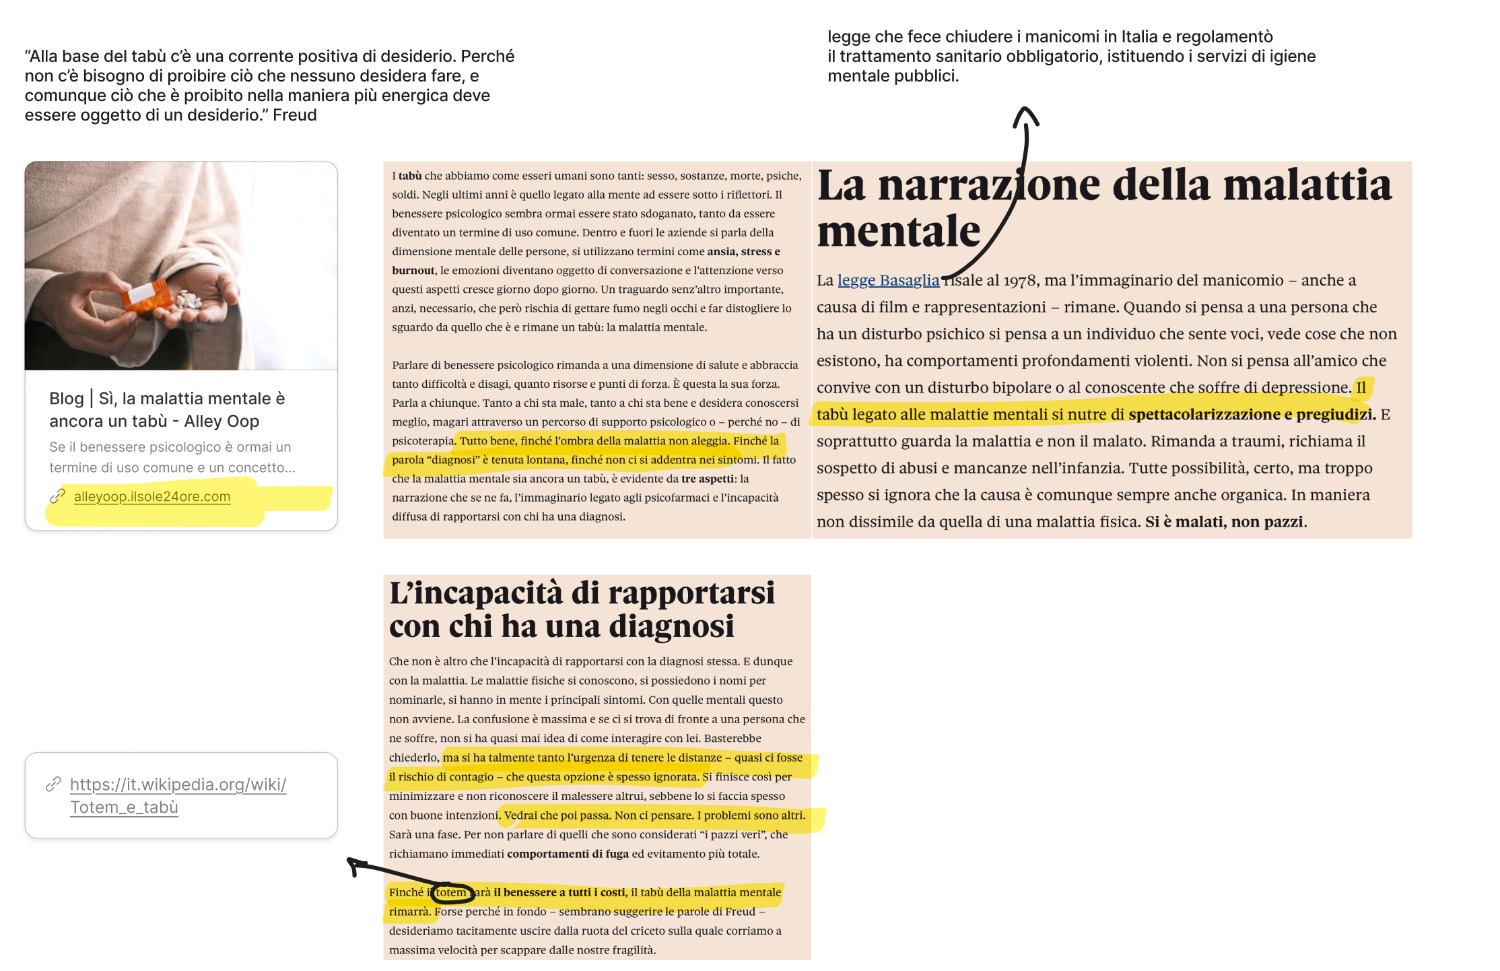 “Alla base del tabù c’è una corrente positiva di desiderio. Perché
non c’è bisogno di proibire ciò che nessuno desidera fare, e
comunque ciò che è proibito nella maniera più energica deve
essere oggetto di un desiderio.” Freud
legge che fece chiudere i manicomi in Italia e regolamentò
il trattamento sanitario obbligatorio, istituendo i servizi di igiene
mentale pubblici.
Blog | Sì, la malattia mentale è
ancora un tabù - Alley Oop
Se il benessere psicologico è ormai un
termine di uso comune e un concetto...
alleyoop.ilsole24ore.com
I tabù che abbiamo come esseri umani sono tanti: sesso, sostanze, morte, psiche,
soldi. Negli ultimi anni è quello legato alla mente ad essere sotto i riflettori. Il
benessere psicologico sembra ormai essere stato sdoganato, tanto da essere
diventato un termine di uso comune. Dentro e fuori le aziende si parla della
dimensione mentale delle persone, si utilizzano termini come ansia, stress e
burnout, le emozioni diventano oggetto di conversazione e l’attenzione verso
questi aspetti cresce giorno dopo giorno. Un traguardo senz’altro importante,
anzi, necessario, che però rischia di gettare fumo negli occhi e far distogliere lo
sguardo da quello che è e rimane un tabù: la malattia mentale.
Parlare di benessere psicologico rimanda a una dimensione di salute e abbraccia
tanto difficoltà e disagi, quanto risorse e punti di forza. È questa la sua forza.
Parla a chiunque. Tanto a chi sta male, tanto a chi sta bene e desidera conoscersi
meglio, magari attraverso un percorso di supporto psicologico o – perché no – di
psicoterapia. Tutto bene, finché l’ombra della malattia non aleggia. Finché la
parola “diagnosi” è tenuta lontana, finché non ci si addentra nei sintomi. Il fatto
che la malattia mentale sia ancora un tabù, è evidente da tre aspetti: la
narrazione che se ne fa, l’immaginario legato agli psicofarmaci e l’incapacità
diffusa di rapportarsi con chi ha una diagnosi.
La narrazione della malattia
mentale
La legge Basaglia risale al 1978, ma l’immaginario del manicomio – anche a
causa di film e rappresentazioni – rimane. Quando si pensa a una persona che
ha un disturbo psichico si pensa a un individuo che sente voci, vede cose che non
esistono, ha comportamenti profondamenti violenti. Non si pensa all’amico che
convive con un disturbo bipolare o al conoscente che soffre di depressione. Il
tabù legato alle malattie mentali si nutre di spettacolarizzazione e pregiudizi. E
soprattutto guarda la malattia e non il malato. Rimanda a traumi, richiama il
sospetto di abusi e mancanze nell’infanzia. Tutte possibilità, certo, ma troppo
spesso si ignora che la causa è comunque sempre anche organica. In maniera
non dissimile da quella di una malattia fisica. Si è malati, non pazzi.
L’incapacità di rapportarsi
con chi ha una diagnosi
Che non è altro che l’incapacità di rapportarsi con la diagnosi stessa. E dunque
con la malattia. Le malattie fisiche si conoscono, si possiedono i nomi per
nominarle, si hanno in mente i principali sintomi. Con quelle mentali questo
non avviene. La confusione è massima e se ci si trova di fronte a una persona che
ne soffre, non si ha quasi mai idea di come interagire con lei. Basterebbe
chiederlo, ma si ha talmente tanto l’urgenza di tenere le distanze – quasi ci fosse
il rischio di contagio – che questa opzione è spesso ignorata. Si finisce così per
minimizzare e non riconoscere il malessere altrui, sebbene lo si faccia spesso
con buone intenzioni. Vedrai che poi passa. Non ci pensare. I problemi sono altri.
Sarà una fase. Per non parlare di quelli che sono considerati “i pazzi veri”, che
richiamano immediati comportamenti di fuga ed evitamento più totale.
Finché il totem sarà il benessere a tutti i costi, il tabù della malattia mentale
rimarrà. Forse perché in fondo – sembrano suggerire le parole di Freud –
desideriamo tacitamente uscire dalla ruota del criceto sulla quale corriamo a
massima velocità per scappare dalle nostre fragilità.
https://it.wikipedia.org/wiki/
Totem_e_tabù